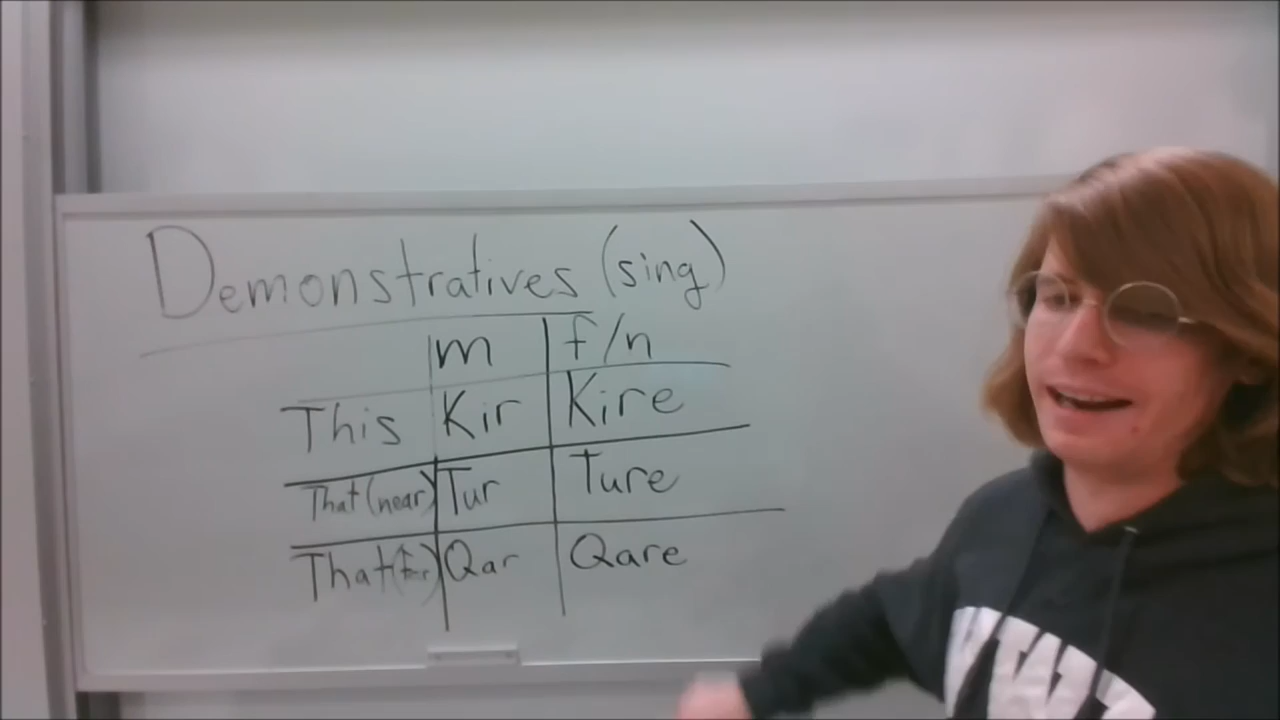 Demonstratives (sing)
m f/n
This Kir Kire
That (near) Tur Ture
That (far) Qar Qare